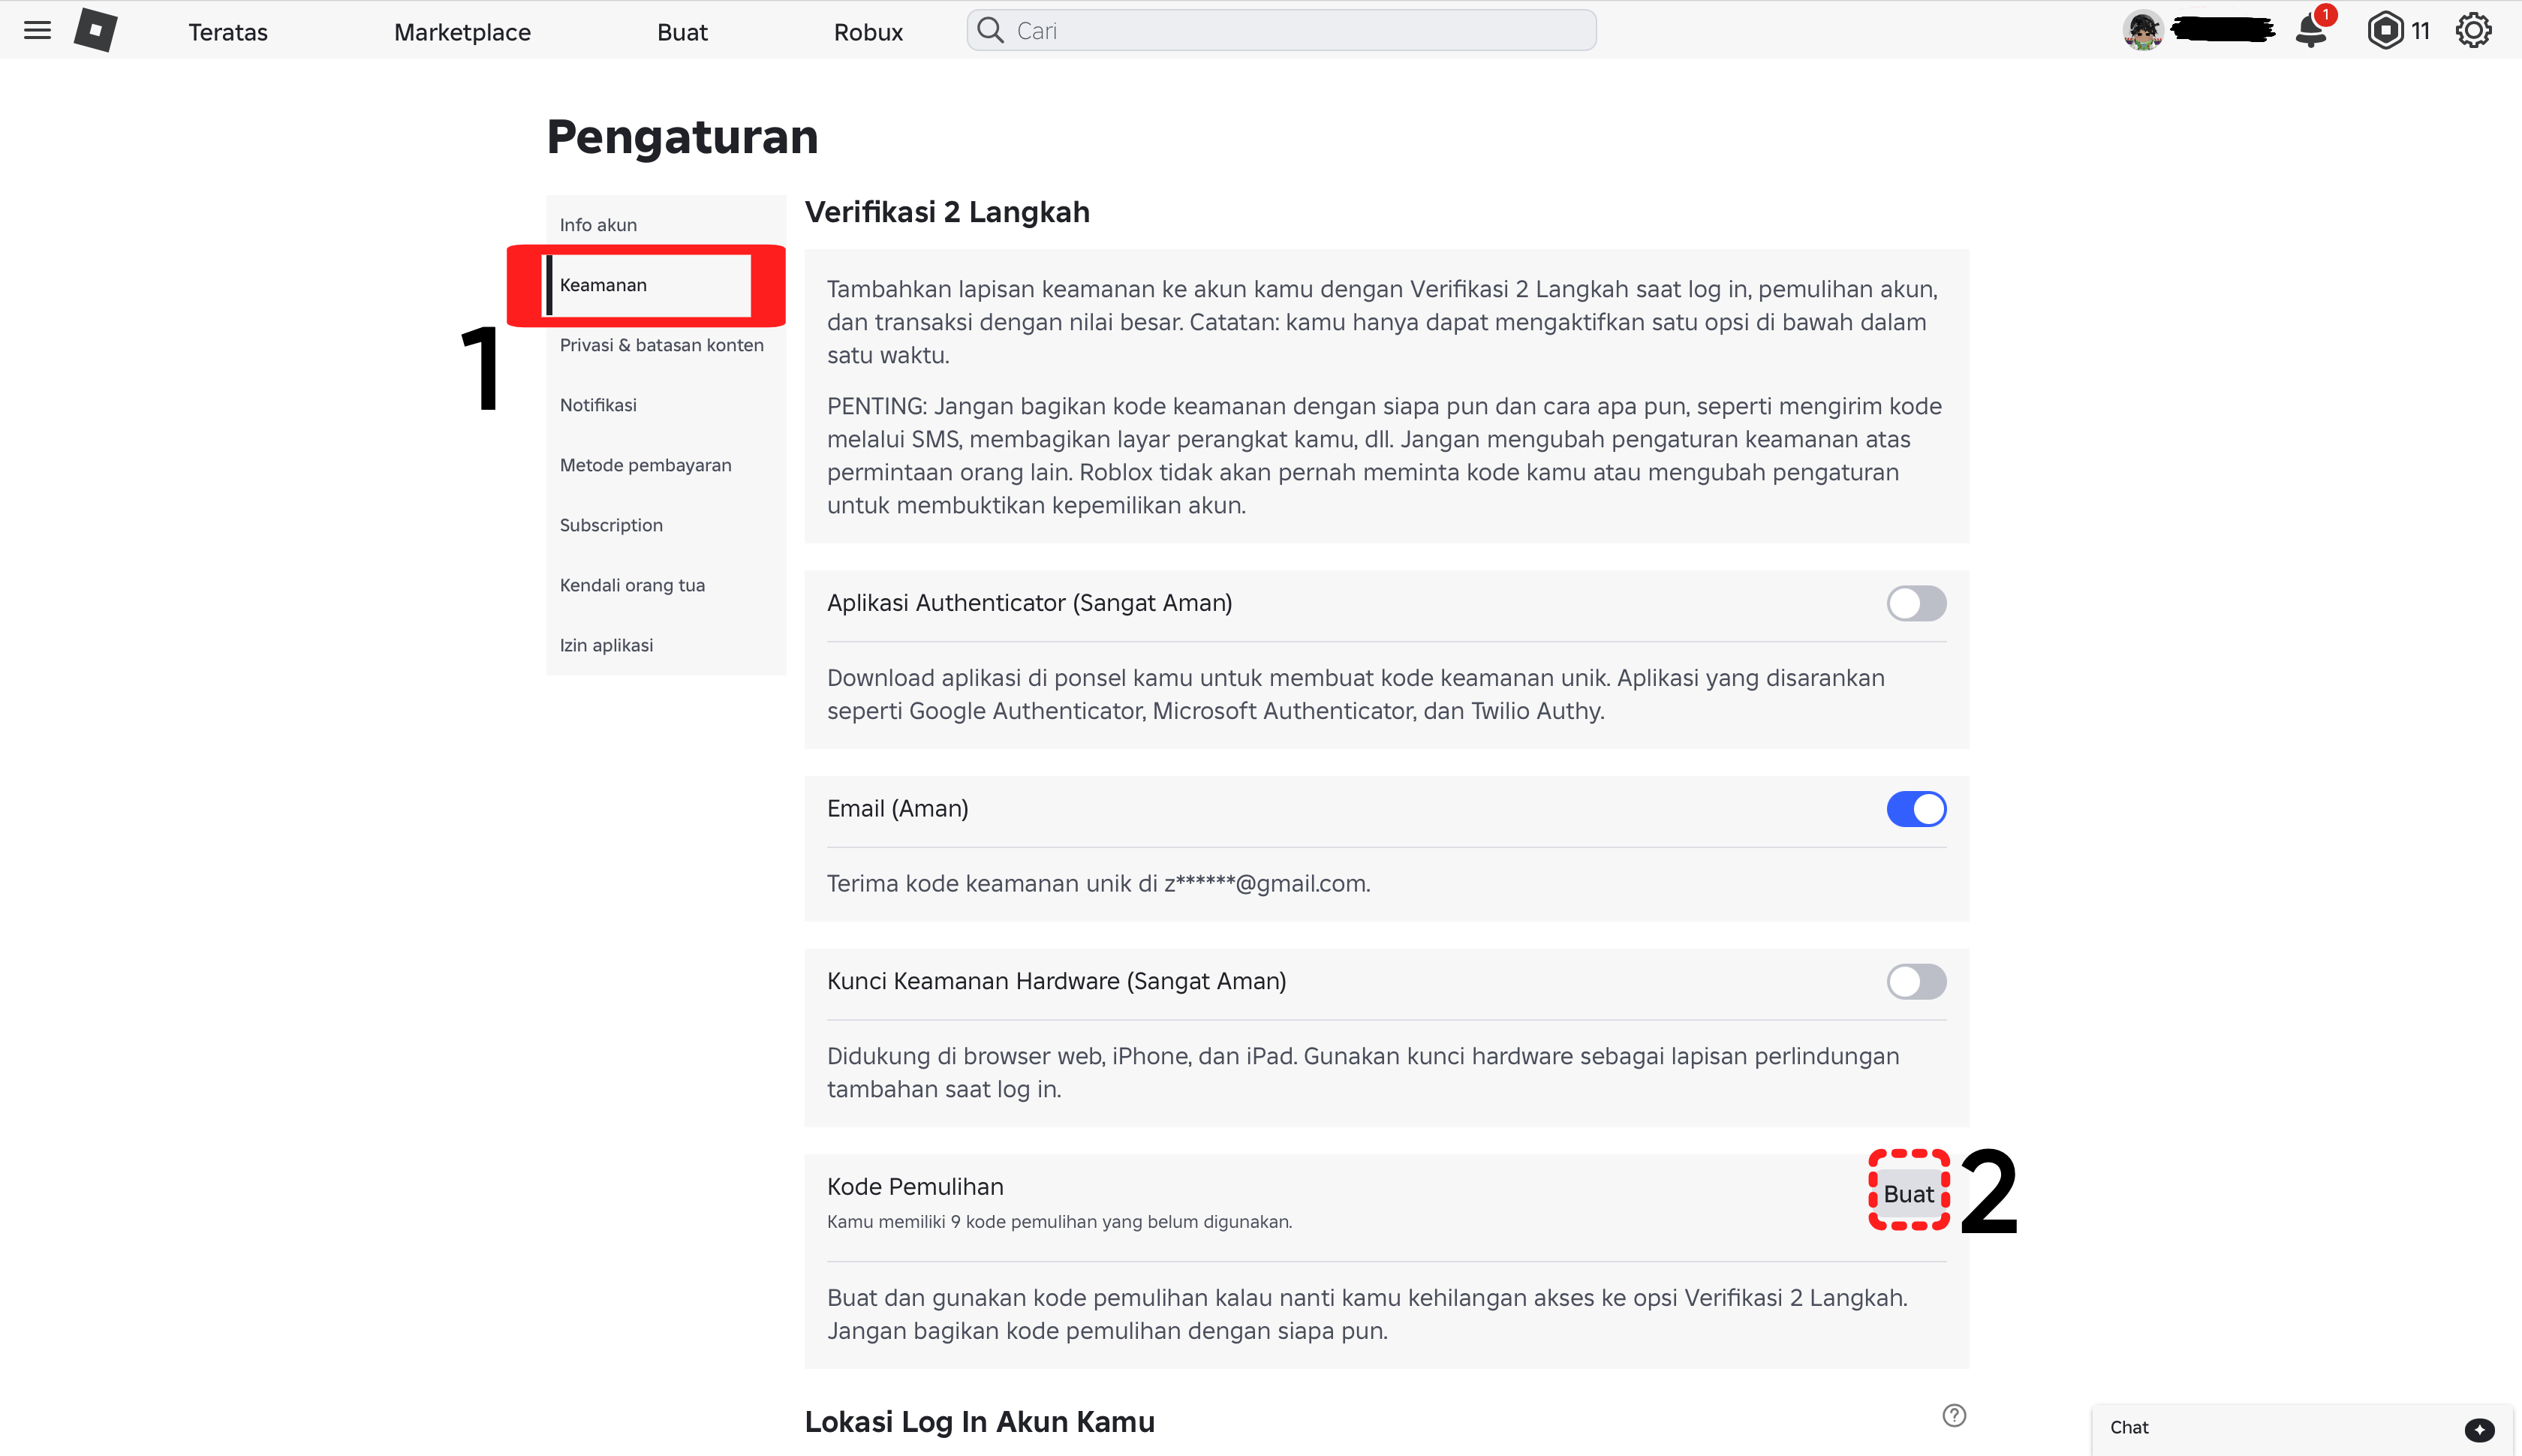 Teratas
Marketplace
Buat
Robux
Cari
1
11
Pengaturan
Info akun
Keamanan
Privasi & batasan konten
Notifikasi
Metode pembayaran
Subscription
Kendali orang tua
Izin aplikasi
1
Verifikasi 2 Langkah
Tambahkan lapisan keamanan ke akun kamu dengan Verifikasi 2 Langkah saat log in, pemulihan akun,
dan transaksi dengan nilai besar. Catatan: kamu hanya dapat mengaktifkan satu opsi di bawah dalam
satu waktu.
PENTING: Jangan bagikan kode keamanan dengan siapa pun dan cara apa pun, seperti mengirim kode
melalui SMS, membagikan layar perangkat kamu, dll. Jangan mengubah pengaturan keamanan atas
permintaan orang lain. Roblox tidak akan pernah meminta kode kamu atau mengubah pengaturan
untuk membuktikan kepemilikan akun.
Aplikasi Authenticator (Sangat Aman)
Download aplikasi di ponsel kamu untuk membuat kode keamanan unik. Aplikasi yang disarankan
seperti Google Authenticator, Microsoft Authenticator, dan Twilio Authy.
Email (Aman)
Terima kode keamanan unik di z******@gmail.com.
Kunci Keamanan Hardware (Sangat Aman)
Didukung di browser web, iPhone, dan iPad. Gunakan kunci hardware sebagai lapisan perlindungan
tambahan saat log in.
Kode Pemulihan
Kamu memiliki 9 kode pemulihan yang belum digunakan.
Buat
2
Buat dan gunakan kode pemulihan kalau nanti kamu kehilangan akses ke opsi Verifikasi 2 Langkah.
Jangan bagikan kode pemulihan dengan siapa pun.
Lokasi Log In Akun Kamu
?
Chat